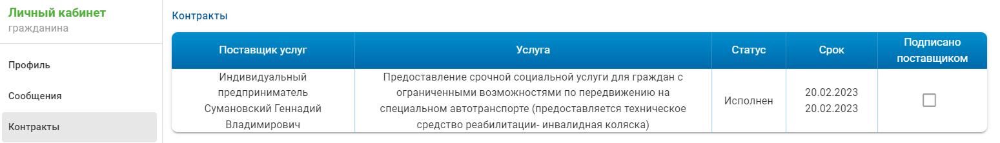 Личный кабинет
гражданина
Профиль
Сообщения
Контракты
Контракты
Поставщик услуг
Услуга
Статус
Срок
Подписано
поставщиком
Индивидуальный
предприниматель
Сумановский Геннадий
Владимирович
Предоставление срочной социальной услуги для граждан с
ограниченными возможностями по передвижению на
специальном автотранспорте (предоставляется техническое
средство реабилитации- инвалидная коляска)
Исполнен
20.02.2023
20.02.2023